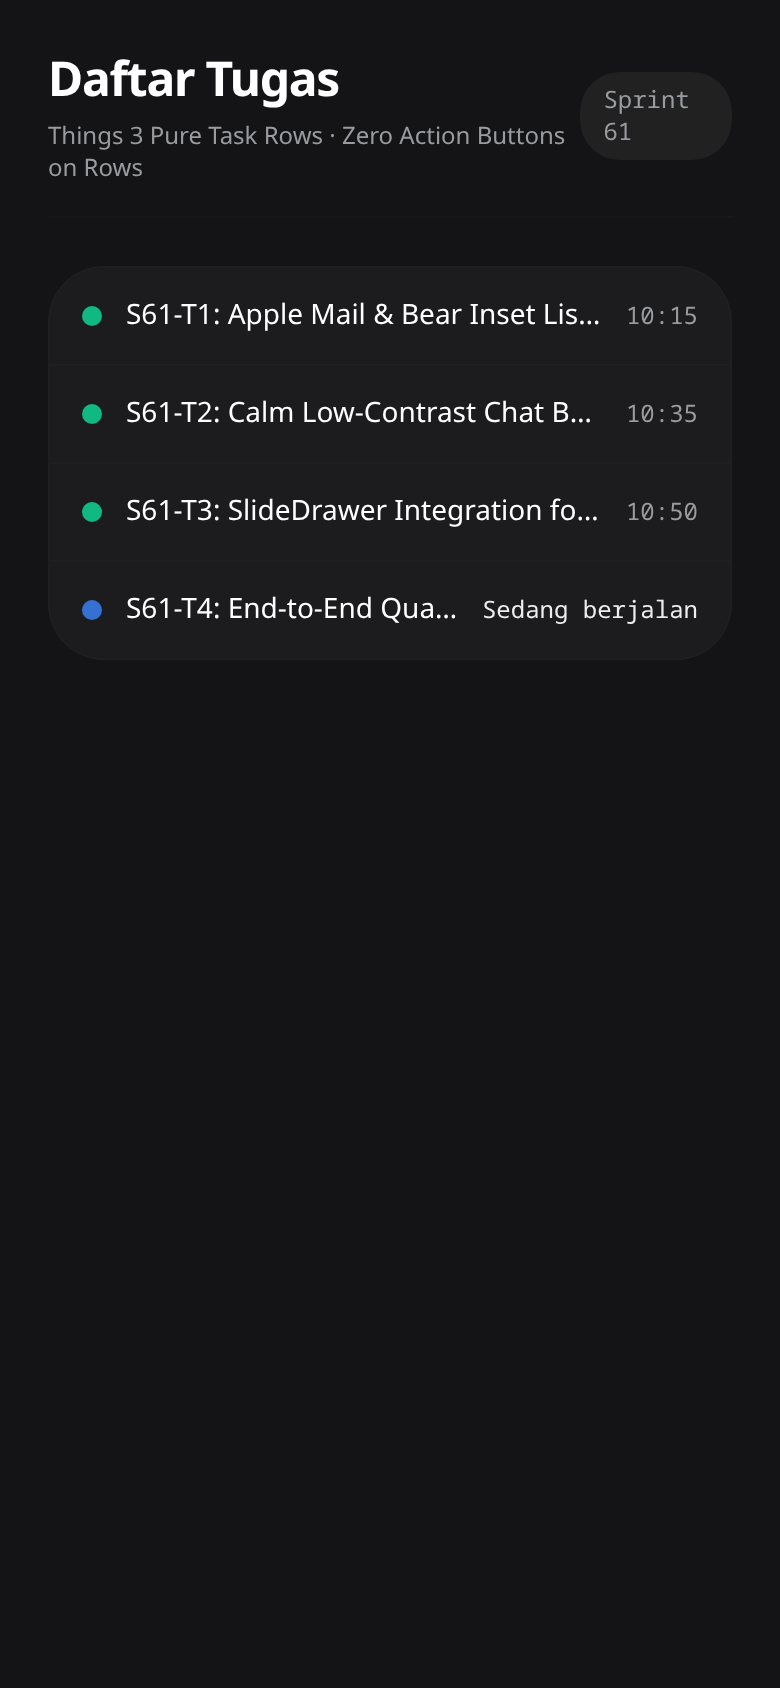 Daftar Tugas
Things 3 Pure Task Rows · Zero Action Buttons
on Rows
Sprint
61
S61-T1: Apple Mail & Bear Inset Lis... 10:15
S61-T2: Calm Low-Contrast Chat B... 10:35
S61-T3: SlideDrawer Integration fo... 10:50
S61-T4: End-to-End Qua... Sedang berjalan